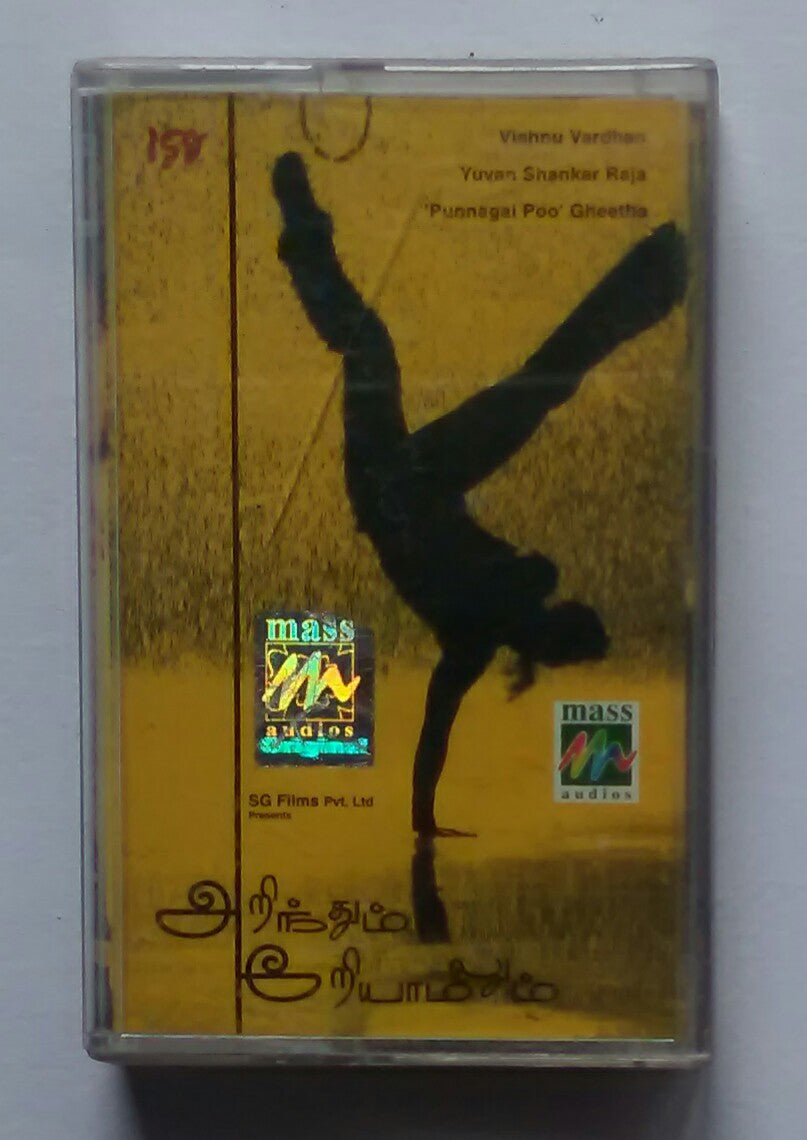 158
Vishnu Vardhan
Yuvan Shankar Raja
'Punnagai Poo' Gheetha
mass
audios
Original
mass
audios
SG Films Pvt. Ltd
Presents
அறிந்தும்
அறியாமலும்